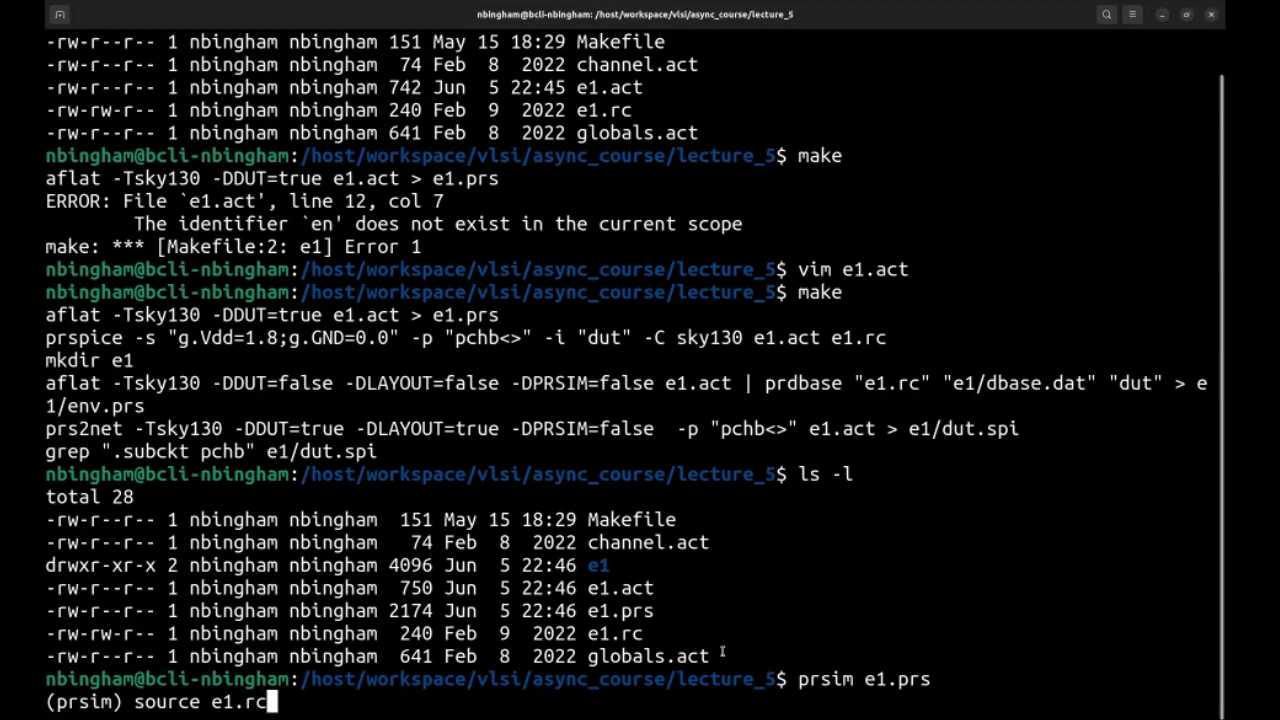 nbingham@bcli-nbingham: /host/workspace/vlsi/async_course/lecture_5
-rw-r--r-- 1 nbingham nbingham 151 May 15 18:29 Makefile
-rw-r--r-- 1 nbingham nbingham  74 Feb  8  2022 channel.act
-rw-r--r-- 1 nbingham nbingham 742 Jun  5 22:45 e1.act
-rw-rw-r-- 1 nbingham nbingham 240 Feb  9  2022 e1.rc
-rw-r--r-- 1 nbingham nbingham 641 Feb  8  2022 globals.act
nbingham@bcli-nbingham:/host/workspace/vlsi/async_course/lecture_5$ make
aflat -Tsky130 -DDUT=true e1.act > e1.prs
ERROR: File `e1.act', line 12, col 7
        The identifier `en' does not exist in the current scope
make: *** [Makefile:2: e1] Error 1
nbingham@bcli-nbingham:/host/workspace/vlsi/async_course/lecture_5$ vim e1.act
nbingham@bcli-nbingham:/host/workspace/vlsi/async_course/lecture_5$ make
aflat -Tsky130 -DDUT=true e1.act > e1.prs
prspice -s "g.Vdd=1.8;g.GND=0.0" -p "pchb<>" -i "dut" -C sky130 e1.act e1.rc
mkdir e1
aflat -Tsky130 -DDUT=false -DLAYOUT=false -DPRSIM=false e1.act | prdbase "e1.rc" "e1/dbase.dat" "dut" > e
1/env.prs
prs2net -Tsky130 -DDUT=true -DLAYOUT=true -DPRSIM=false  -p "pchb<>" e1.act > e1/dut.spi
grep ".subckt pchb" e1/dut.spi
nbingham@bcli-nbingham:/host/workspace/vlsi/async_course/lecture_5$ ls -l
total 28
-rw-r--r-- 1 nbingham nbingham  151 May 15 18:29 Makefile
-rw-r--r-- 1 nbingham nbingham   74 Feb  8  2022 channel.act
drwxr-xr-x 2 nbingham nbingham 4096 Jun  5 22:46 e1
-rw-r--r-- 1 nbingham nbingham  750 Jun  5 22:46 e1.act
-rw-r--r-- 1 nbingham nbingham 2174 Jun  5 22:46 e1.prs
-rw-rw-r-- 1 nbingham nbingham  240 Feb  9  2022 e1.rc
-rw-r--r-- 1 nbingham nbingham  641 Feb  8  2022 globals.act
nbingham@bcli-nbingham:/host/workspace/vlsi/async_course/lecture_5$ prsim e1.prs
(prsim) source e1.rc